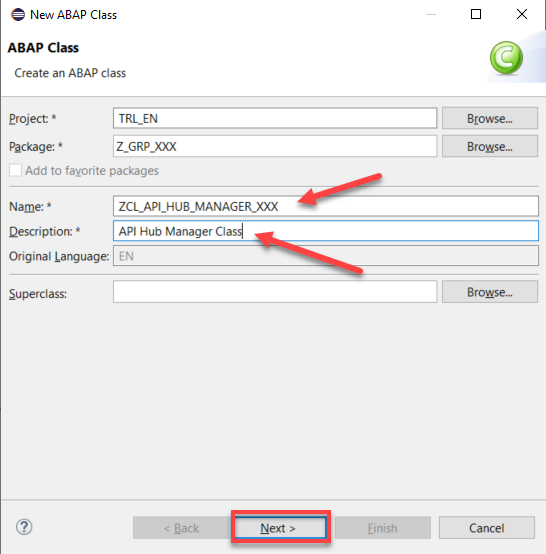 New ABAP Class
ABAP Class
Create an ABAP class
C
Project: * TRL_EN Browse...
Package: * Z_GRP_XXX Browse...
Add to favorite packages
Name: * ZCL_API_HUB_MANAGER_XXX
Description: * API Hub Manager Class
Original Language: EN
Superclass: Browse...
? < Back Next > Finish Cancel